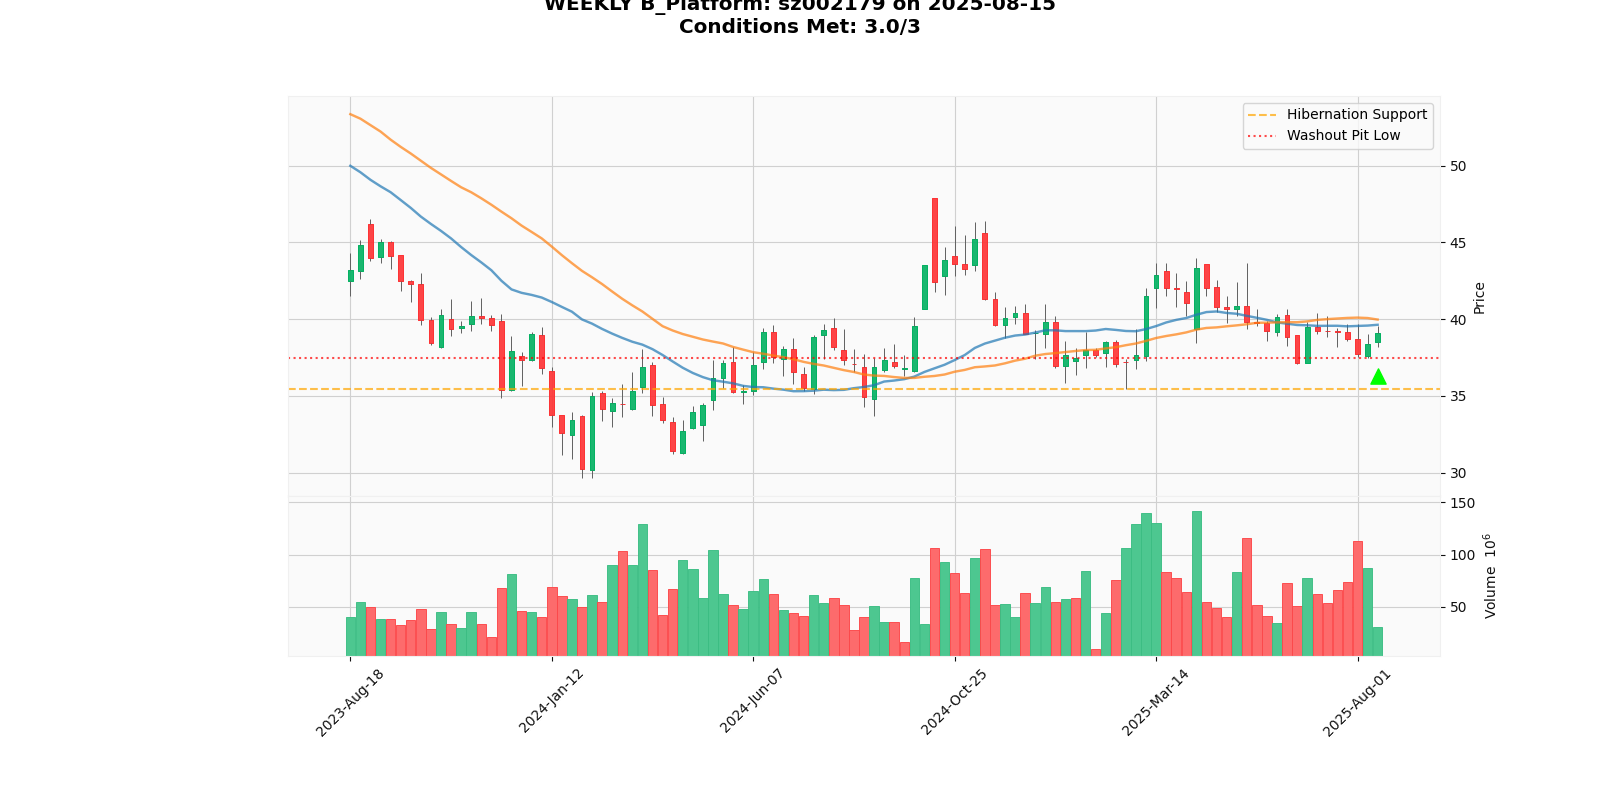 WEEKLY B_Platform: sz002179 on 2025-08-15
Conditions Met: 3.0/3
Hibernation Support
Washout Pit Low
50
45
40
35
30
Price
150
100
50
Volume 10⁶
2023-Aug-18
2024-Jan-12
2024-Jun-07
2024-Oct-25
2025-Mar-14
2025-Aug-01